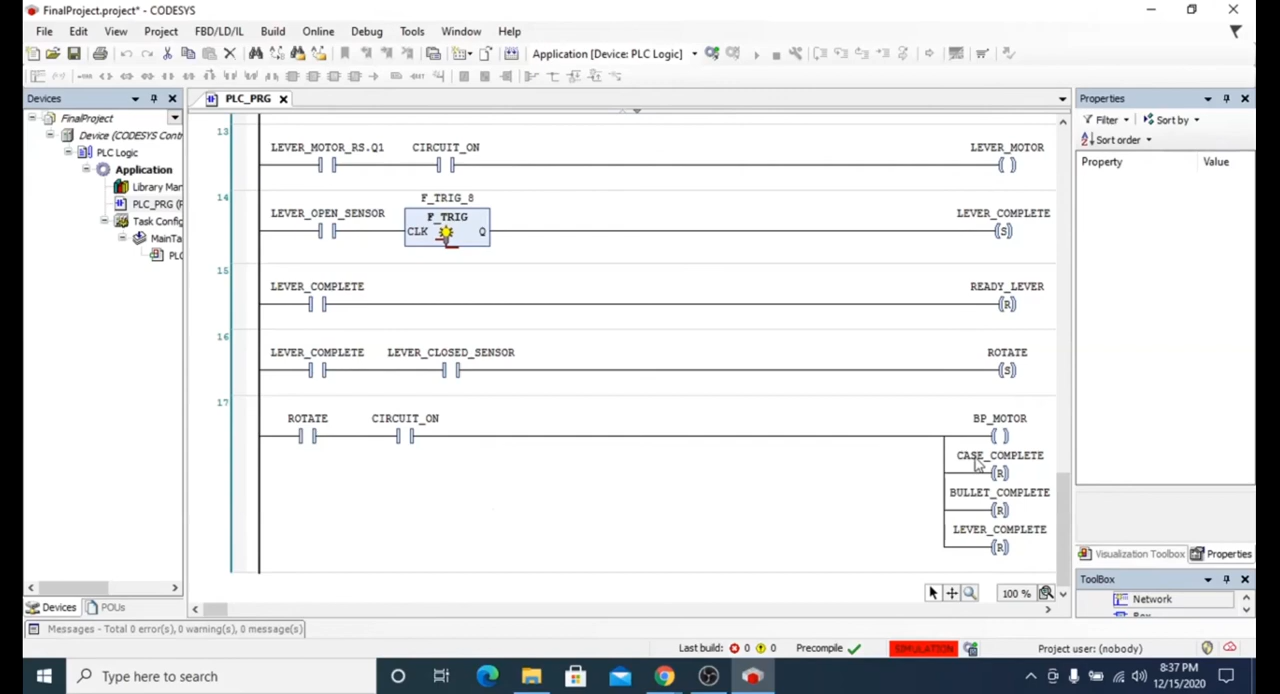 FinalProject.project* - CODESYS
File Edit View Project FBD/LD/IL Build Online Debug Tools Window Help
Application [Device: PLC Logic]
Devices
PLC_PRG
Properties
FinalProject
Device (CODESYS Cont
PLC Logic
Application
Library Man
PLC_PRG (P
Task Config
MainTa
PLC
Filter
Sort by
Sort order
Property Value
13
LEVER_MOTOR_RS.Q1 CIRCUIT_ON LEVER_MOTOR
14
F_TRIG_8
LEVER_OPEN_SENSOR F_TRIG LEVER_COMPLETE
CLK Q S
15
LEVER_COMPLETE READY_LEVER
R
16
LEVER_COMPLETE LEVER_CLOSED_SENSOR ROTATE
S
17
ROTATE CIRCUIT_ON BP_MOTOR
CASE_COMPLETE
R
BULLET_COMPLETE
R
LEVER_COMPLETE
R
100 %
Visualization Toolbox Properties
ToolBox
Network
Devices POUs
Messages - Total 0 error(s), 0 warning(s), 0 message(s)
Last build: 0 0 Precompile SIMULATION Project user: (nobody)
Type here to search
8:37 PM
12/15/2020